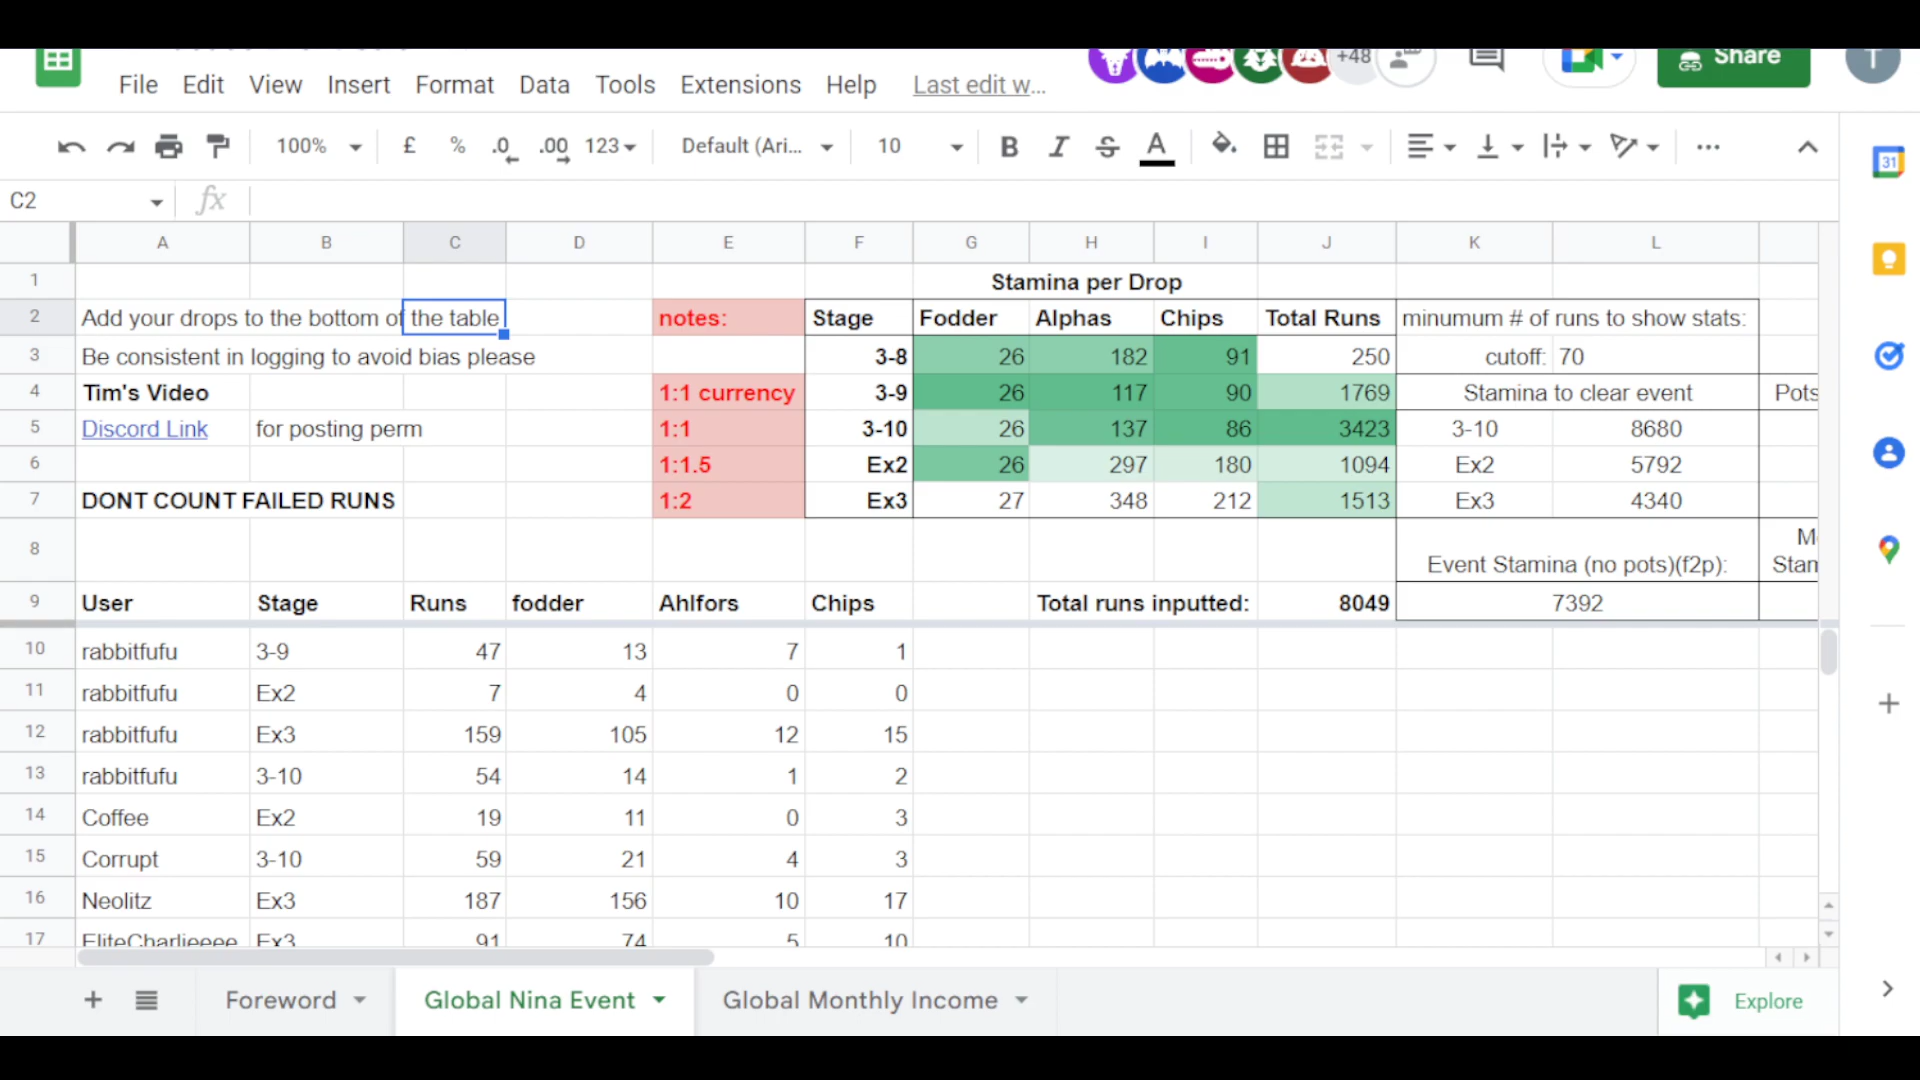 +48
Share
T
File Edit View Insert Format Data Tools Extensions Help Last edit w...
100% £ % .0 .00 123 Default (Ari... 10 B I S A
31
C2 fx
A B C D E F G H I J K L
1 Stamina per Drop
2 Add your drops to the bottom of the table notes: Stage Fodder Alphas Chips Total Runs minumum # of runs to show stats:
3 Be consistent in logging to avoid bias please 3-8 26 182 91 250 cutoff: 70
4 Tim's Video 1:1 currency 3-9 26 117 90 1769 Stamina to clear event Pots
5 Discord Link for posting perm 1:1 3-10 26 137 86 3423 3-10 8680
6 1:1.5 Ex2 26 297 180 1094 Ex2 5792
7 DONT COUNT FAILED RUNS 1:2 Ex3 27 348 212 1513 Ex3 4340
8 Event Stamina (no pots)(f2p):
9 User Stage Runs fodder Ahlfors Chips Total runs inputted: 8049 7392
10 rabbitfufu 3-9 47 13 7 1
11 rabbitfufu Ex2 7 4 0 0
12 rabbitfufu Ex3 159 105 12 15
13 rabbitfufu 3-10 54 14 1 2
14 Coffee Ex2 19 11 0 3
15 Corrupt 3-10 59 21 4 3
16 Neolitz Ex3 187 156 10 17
17 EliteCharlieeee Ex3 91 74 5 10
Foreword Global Nina Event Global Monthly Income Explore